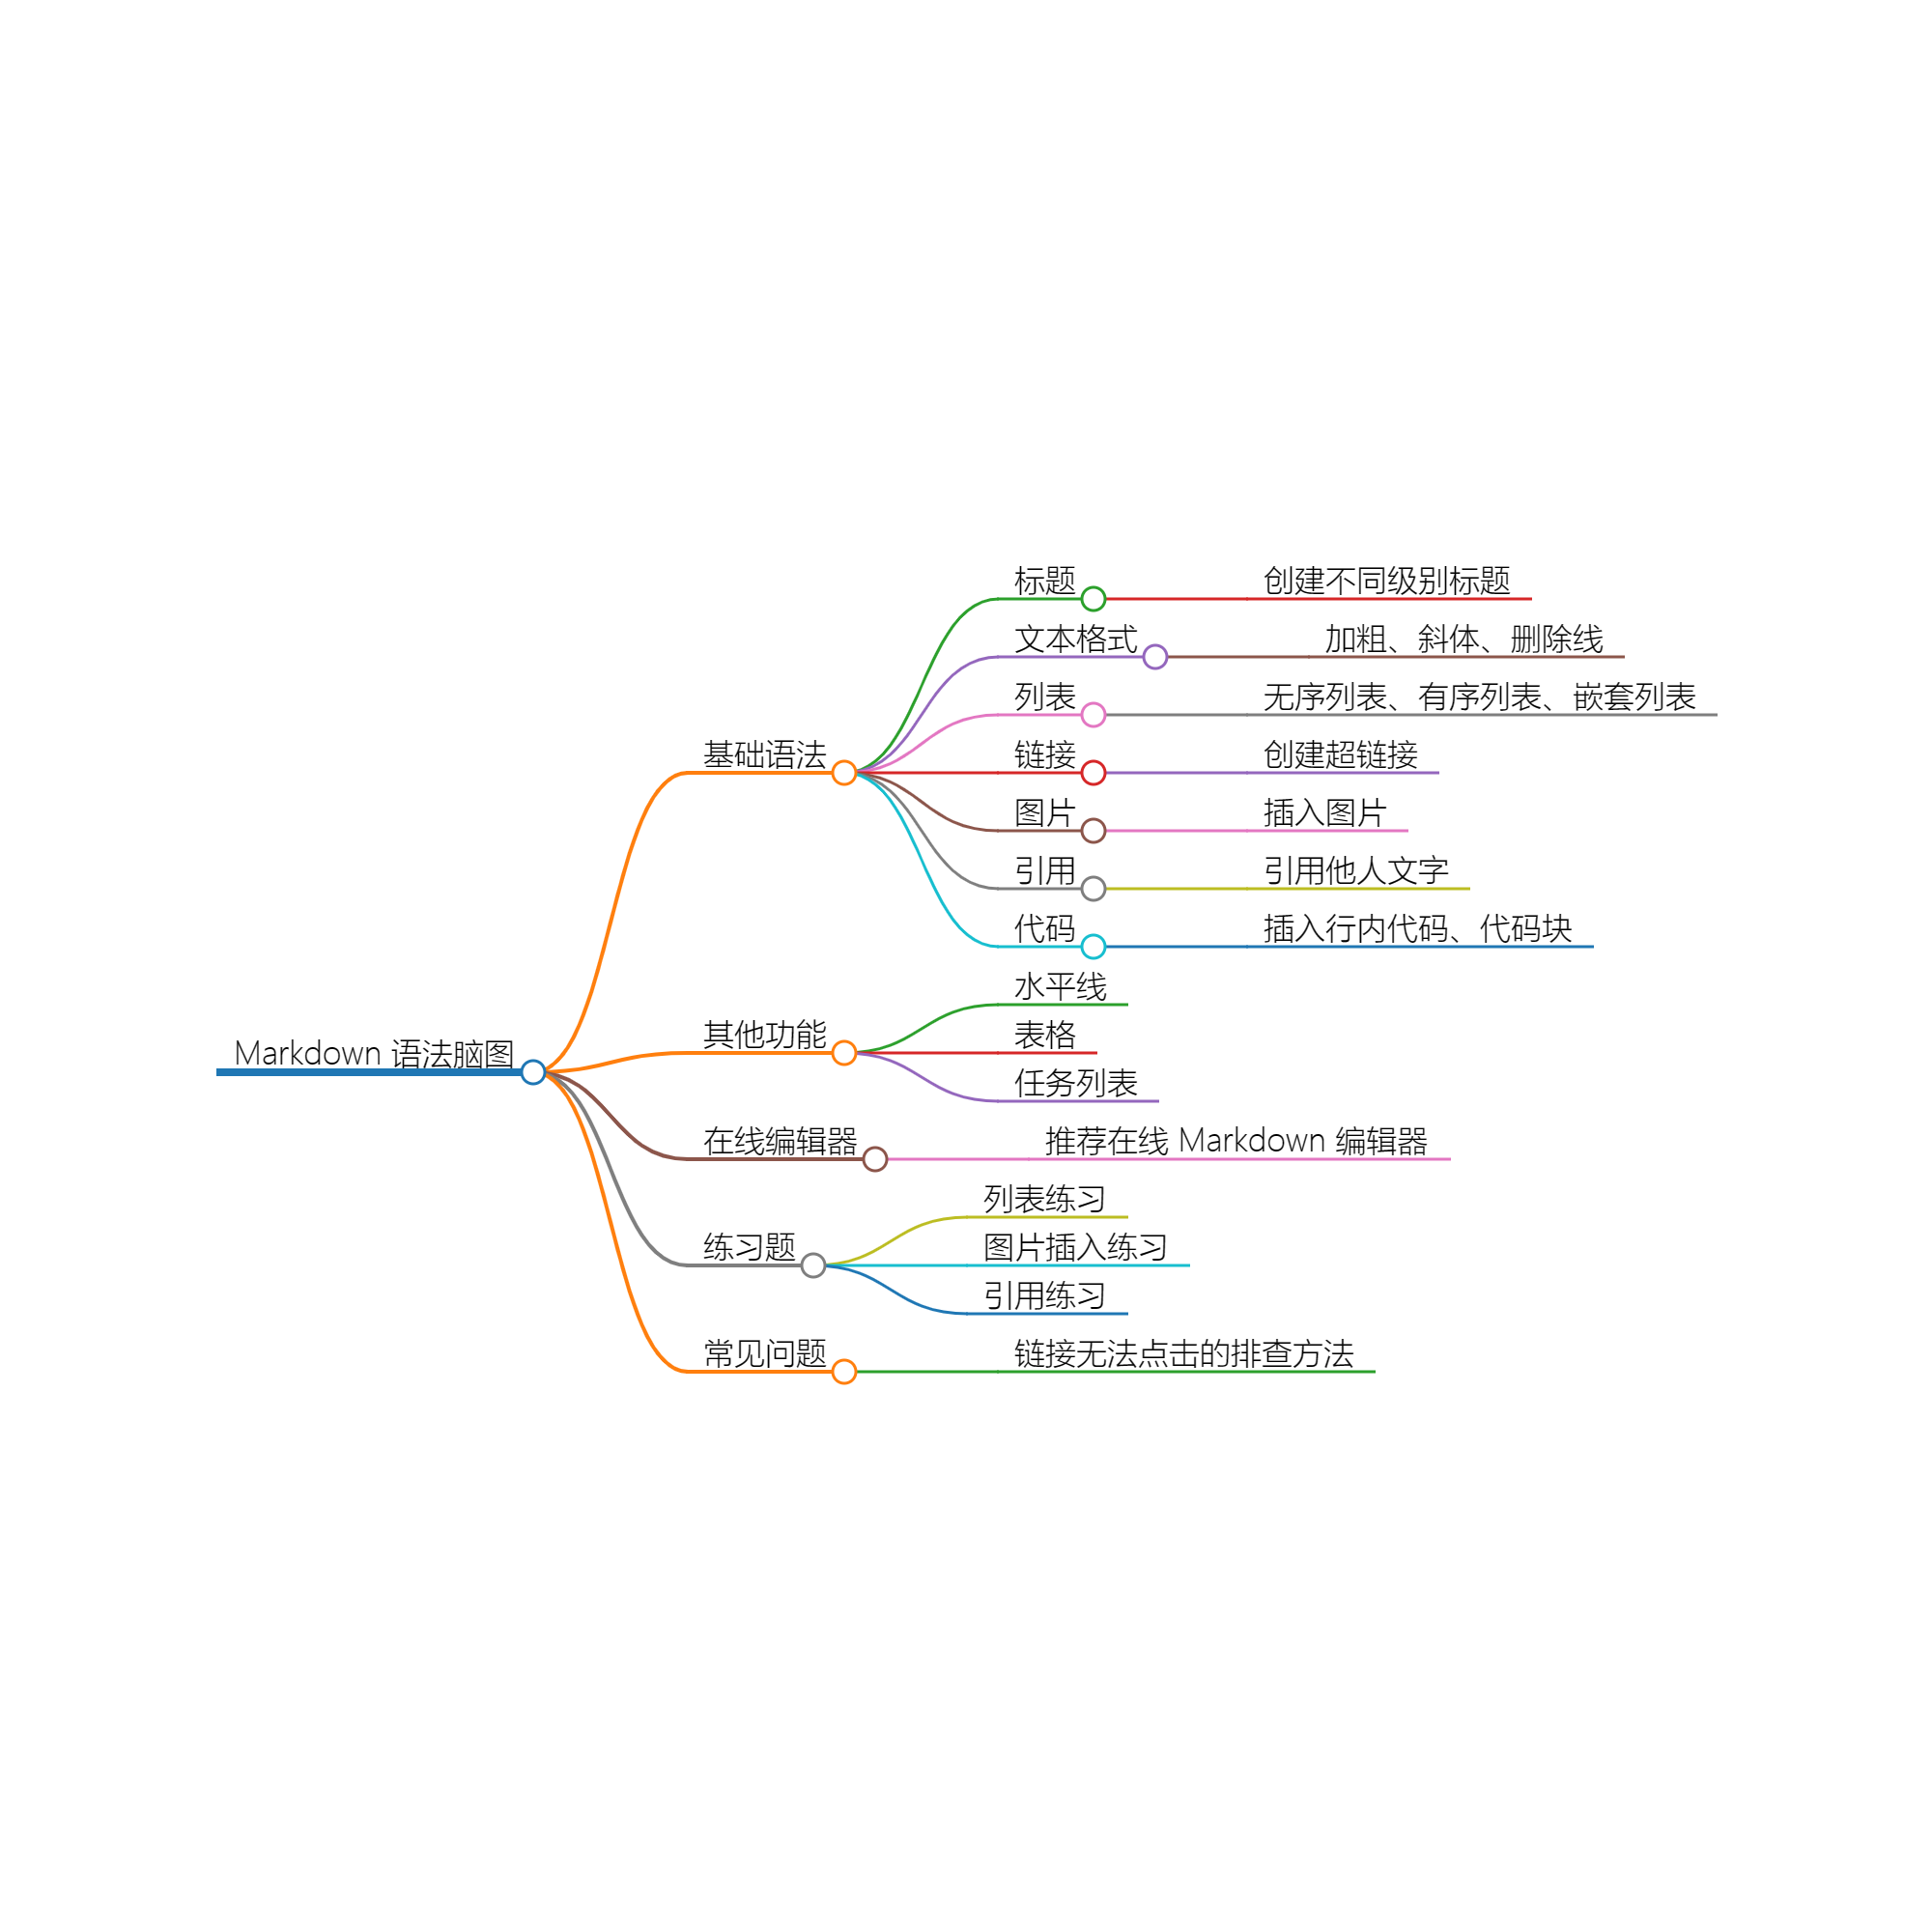 标题
创建不同级别标题
文本格式
加粗、斜体、删除线
列表
无序列表、有序列表、嵌套列表
基础语法
链接
创建超链接
图片
插入图片
引用
引用他人文字
代码
插入行内代码、代码块
水平线
其他功能
表格
Markdown 语法脑图
任务列表
在线编辑器
推荐在线 Markdown 编辑器
列表练习
练习题
图片插入练习
引用练习
常见问题
链接无法点击的排查方法